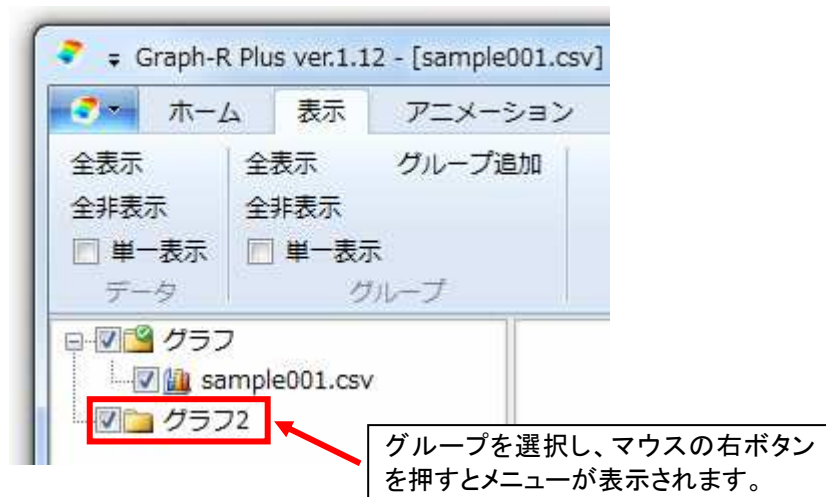 Graph-R Plus ver.1.12 - [sample001.csv]
ホーム 表示 アニメーション
全表示 全表示 グループ追加
全非表示 全非表示
単一表示 単一表示
データ グループ
グラフ
sample001.csv
グラフ2
グループを選択し、マウスの右ボタン
を押すとメニューが表示されます。